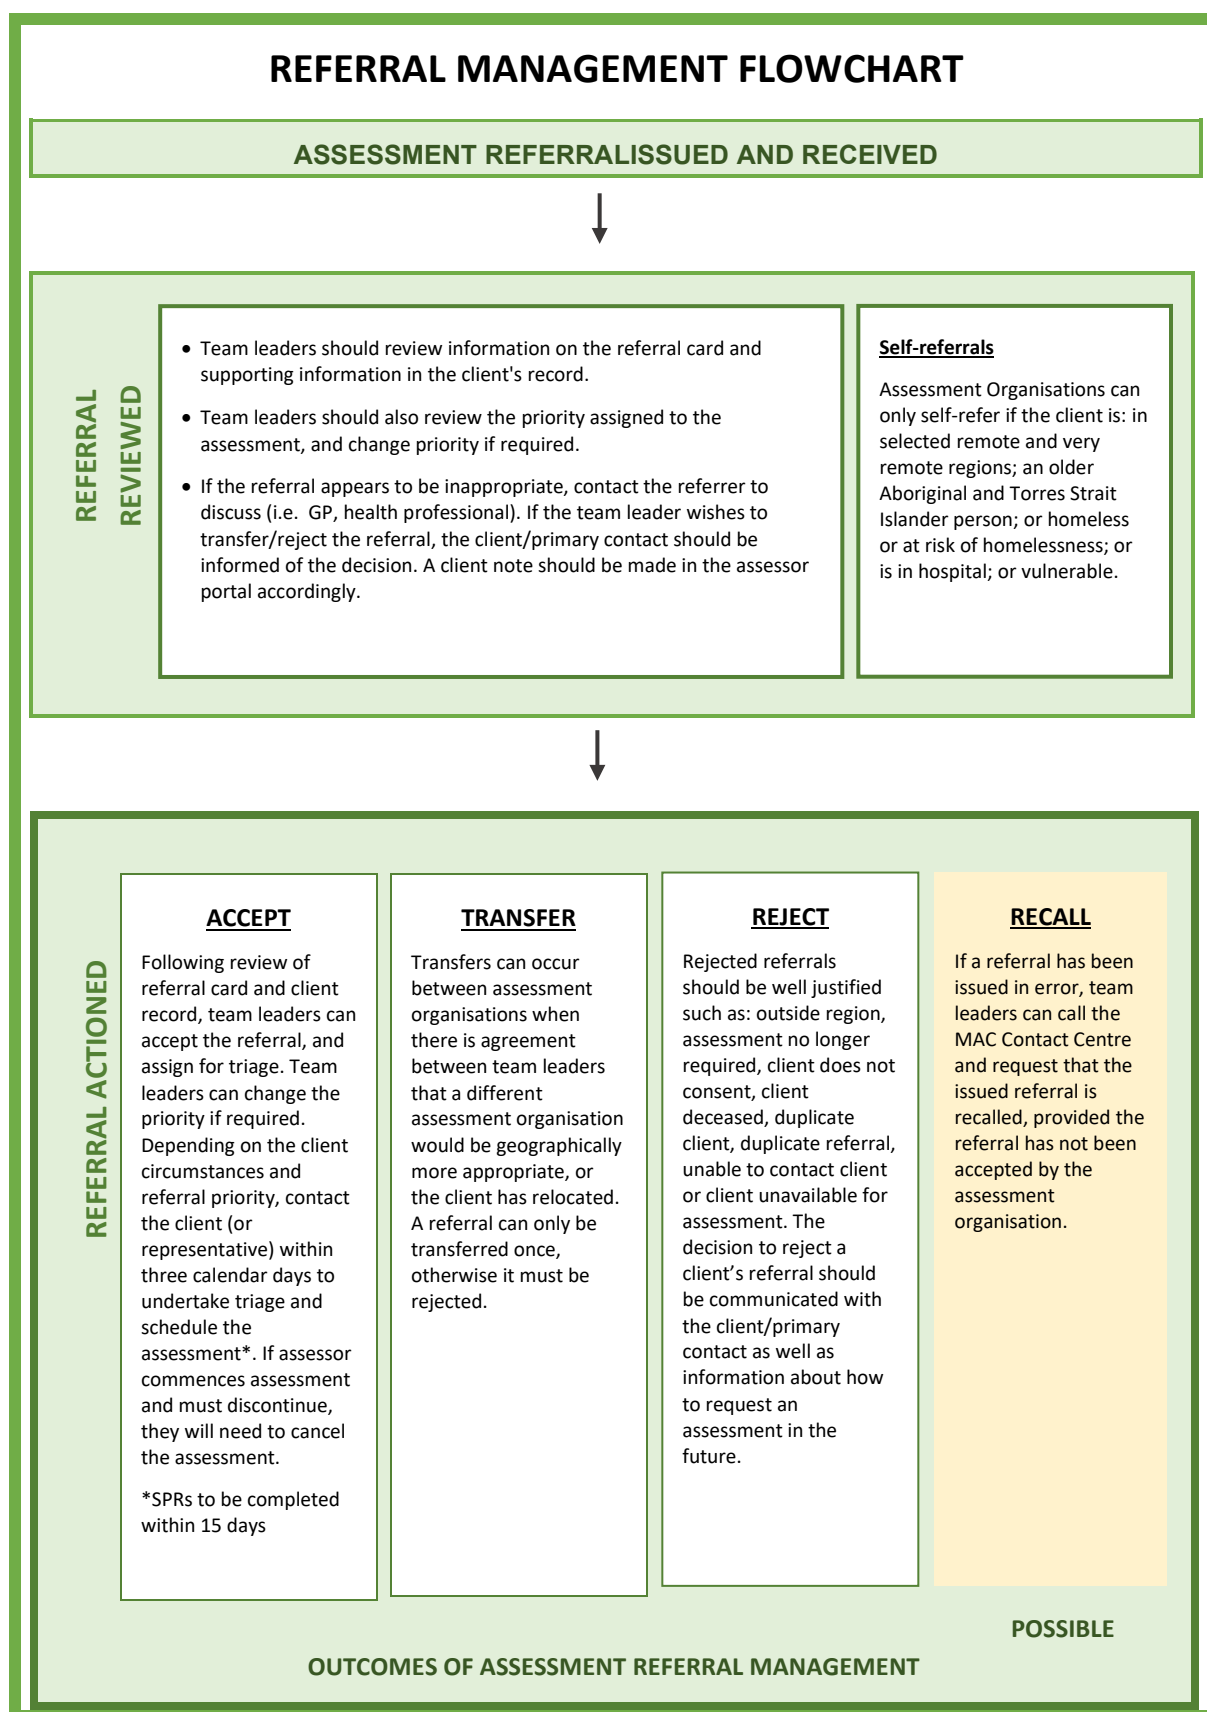 REFERRAL MANAGEMENT FLOWCHART
ASSESSMENT REFERRALISSUED AND RECEIVED
REFERRAL
REVIEWED
• Team leaders should review information on the referral card and
supporting information in the client's record.
• Team leaders should also review the priority assigned to the
assessment, and change priority if required.
• If the referral appears to be inappropriate, contact the referrer to
discuss (i.e. GP, health professional). If the team leader wishes to
transfer/reject the referral, the client/primary contact should be
informed of the decision. A client note should be made in the assessor
portal accordingly.
Self-referrals
Assessment Organisations can
only self-refer if the client is: in
selected remote and very
remote regions; an older
Aboriginal and Torres Strait
Islander person; or homeless
or at risk of homelessness; or
is in hospital; or vulnerable.
REFERRAL ACTIONED
ACCEPT
Following review of
referral card and client
record, team leaders can
accept the referral, and
assign for triage. Team
leaders can change the
priority if required.
Depending on the client
circumstances and
referral priority, contact
the client (or
representative) within
three calendar days to
undertake triage and
schedule the
assessment*. If assessor
commences assessment
and must discontinue,
they will need to cancel
the assessment.
*SPRs to be completed
within 15 days
TRANSFER
Transfers can occur
between assessment
organisations when
there is agreement
between team leaders
that a different
assessment organisation
would be geographically
more appropriate, or
the client has relocated.
A referral can only be
transferred once,
otherwise it must be
rejected.
REJECT
Rejected referrals
should be well justified
such as: outside region,
assessment no longer
required, client does not
consent, client
deceased, duplicate
client, duplicate referral,
unable to contact client
or client unavailable for
assessment. The
decision to reject a
client’s referral should
be communicated with
the client/primary
contact as well as
information about how
to request an
assessment in the
future.
RECALL
If a referral has been
issued in error, team
leaders can call the
MAC Contact Centre
and request that the
issued referral is
recalled, provided the
referral has not been
accepted by the
assessment
organisation.
POSSIBLE
OUTCOMES OF ASSESSMENT REFERRAL MANAGEMENT